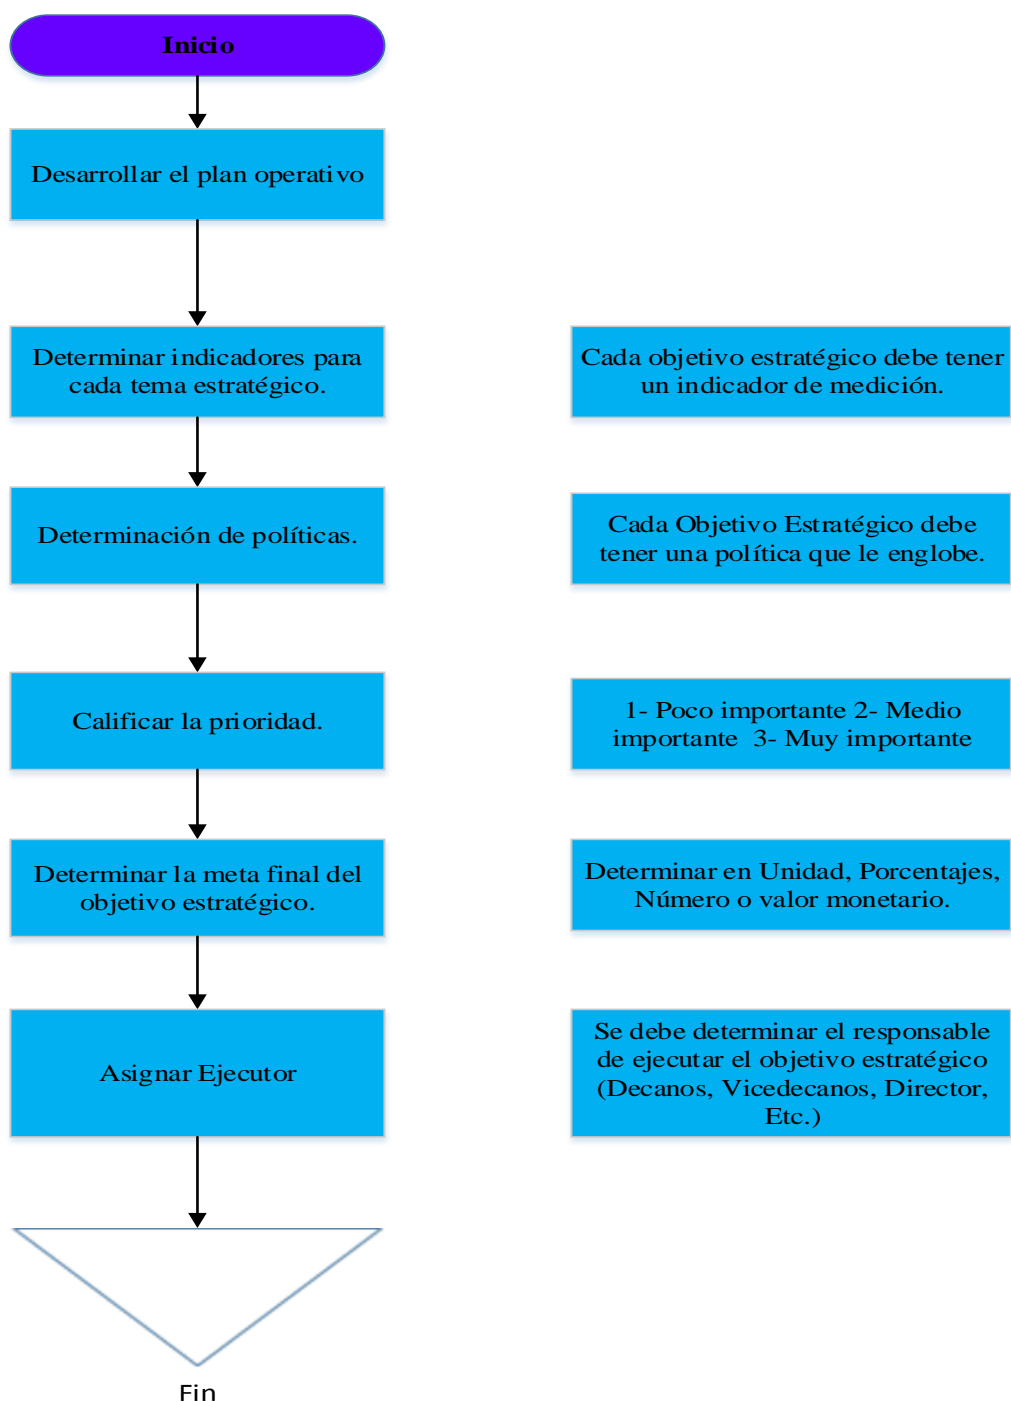 Inicio
Desarrollar el plan operativo
Determinar indicadores para
cada tema estratégico.
Cada objetivo estratégico debe tener
un indicador de medición.
Determinación de políticas.
Cada Objetivo Estratégico debe
tener una política que le englobe.
Calificar la prioridad.
1- Poco importante 2- Medio
importante 3- Muy importante
Determinar la meta final del
objetivo estratégico.
Determinar en Unidad, Porcentajes,
Número o valor monetario.
Asignar Ejecutor
Se debe determinar el responsable
de ejecutar el objetivo estratégico
(Decanos, Vicedecanos, Director,
Etc.)
Fin